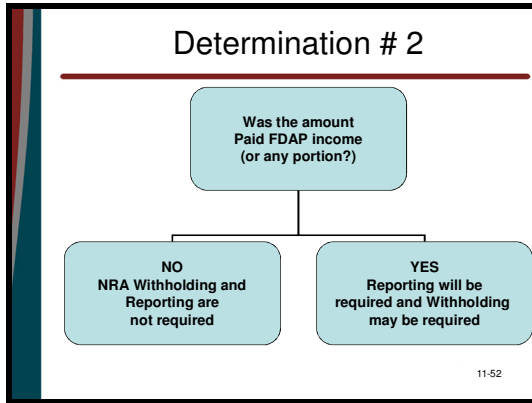 Determination # 2
Was the amount
Paid FDAP income
(or any portion?)
NO
NRA Withholding and
Reporting are
not required
YES
Reporting will be
required and Withholding
may be required
11-52